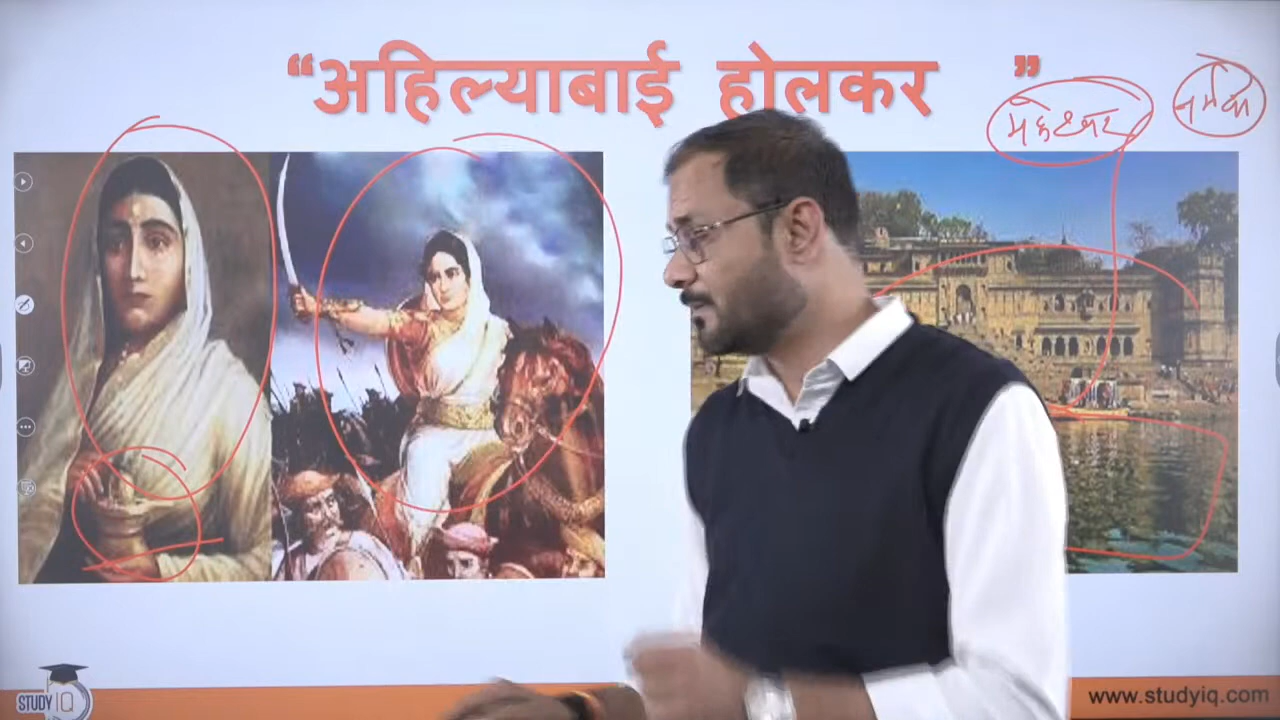 “अहिल्याबाई होलकर ”
महेश्वर
नर्मदा
STUDY IQ
www.studyiq.com